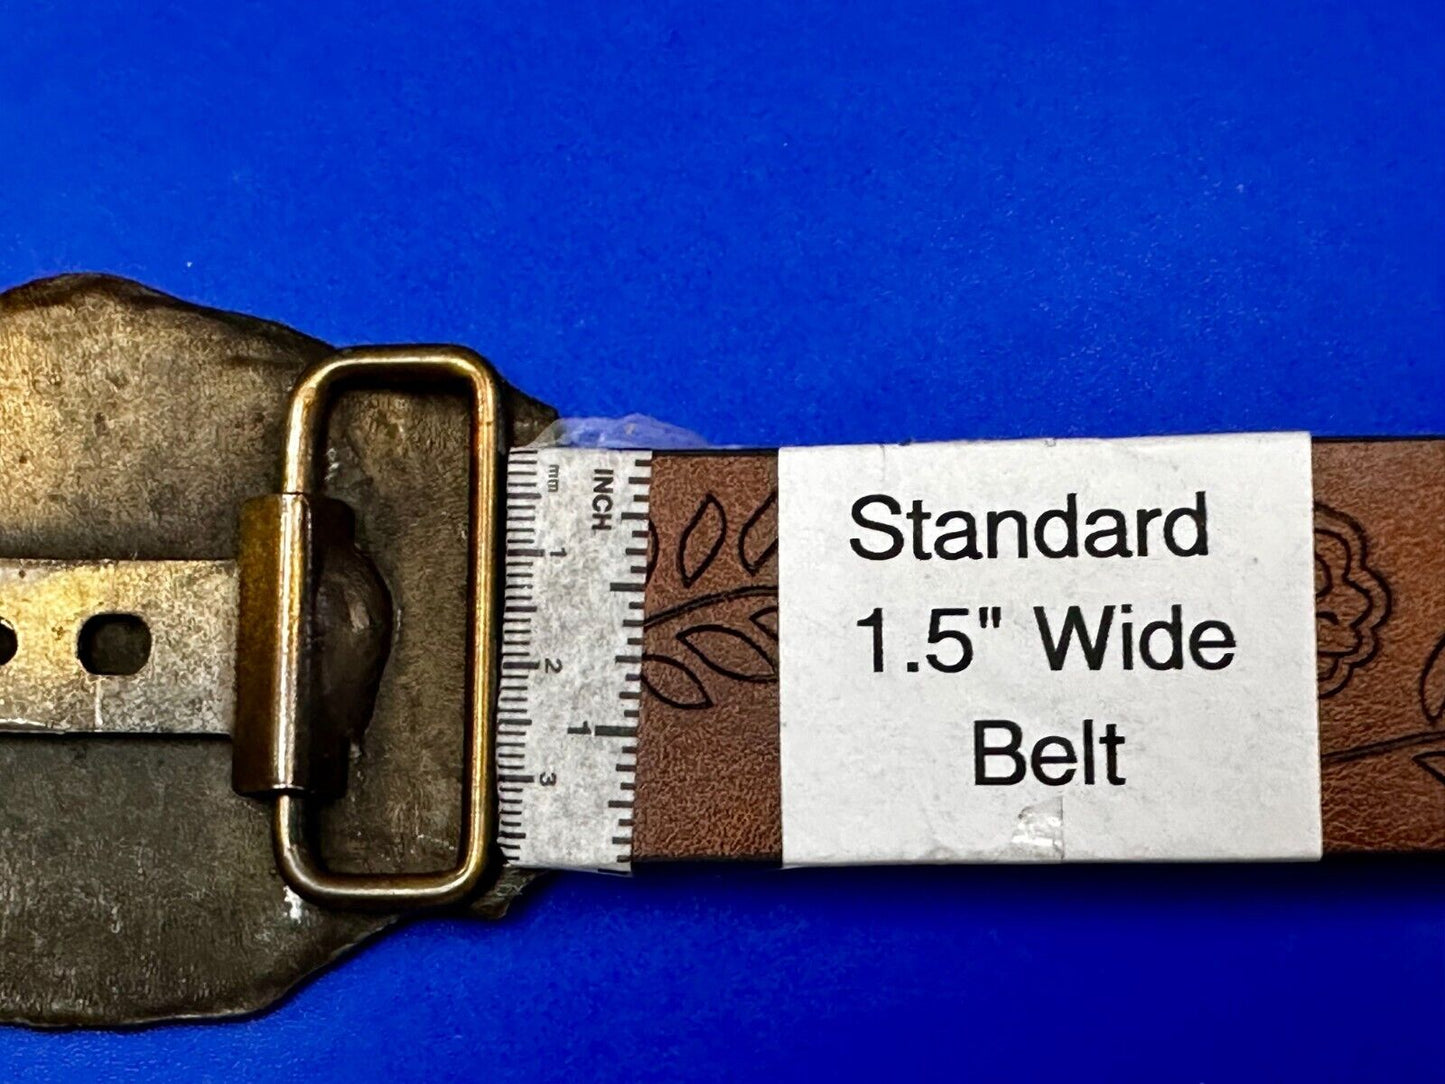 mm
INCH
1
2
1
3
Standard
1.5" Wide
Belt